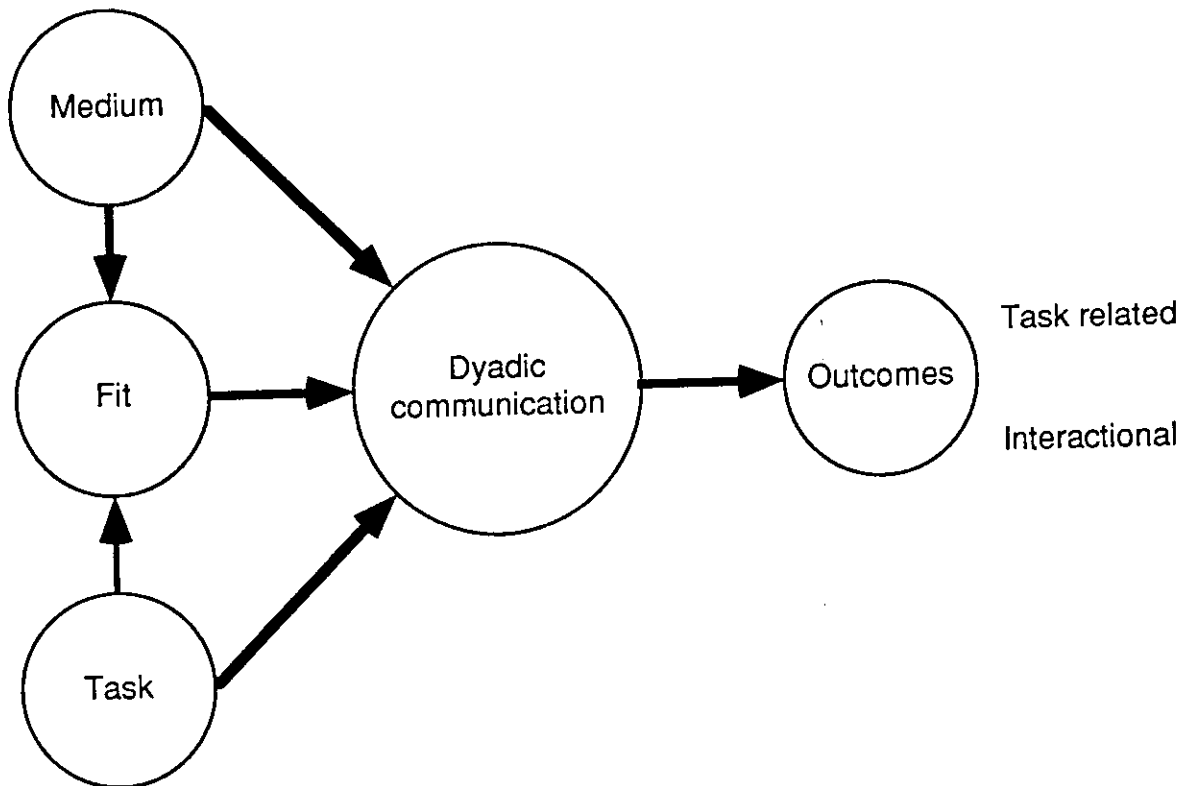 Medium
Fit
Task
Dyadic
communication
Outcomes
Task related
Interactional